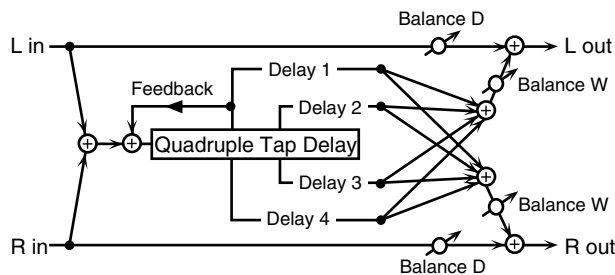 Balance D
L in
L out
Delay 1
Feedback
Balance W
Delay 2
Quadruple Tap Delay
Delay 3
Balance W
Delay 4
R in
R out
Balance D